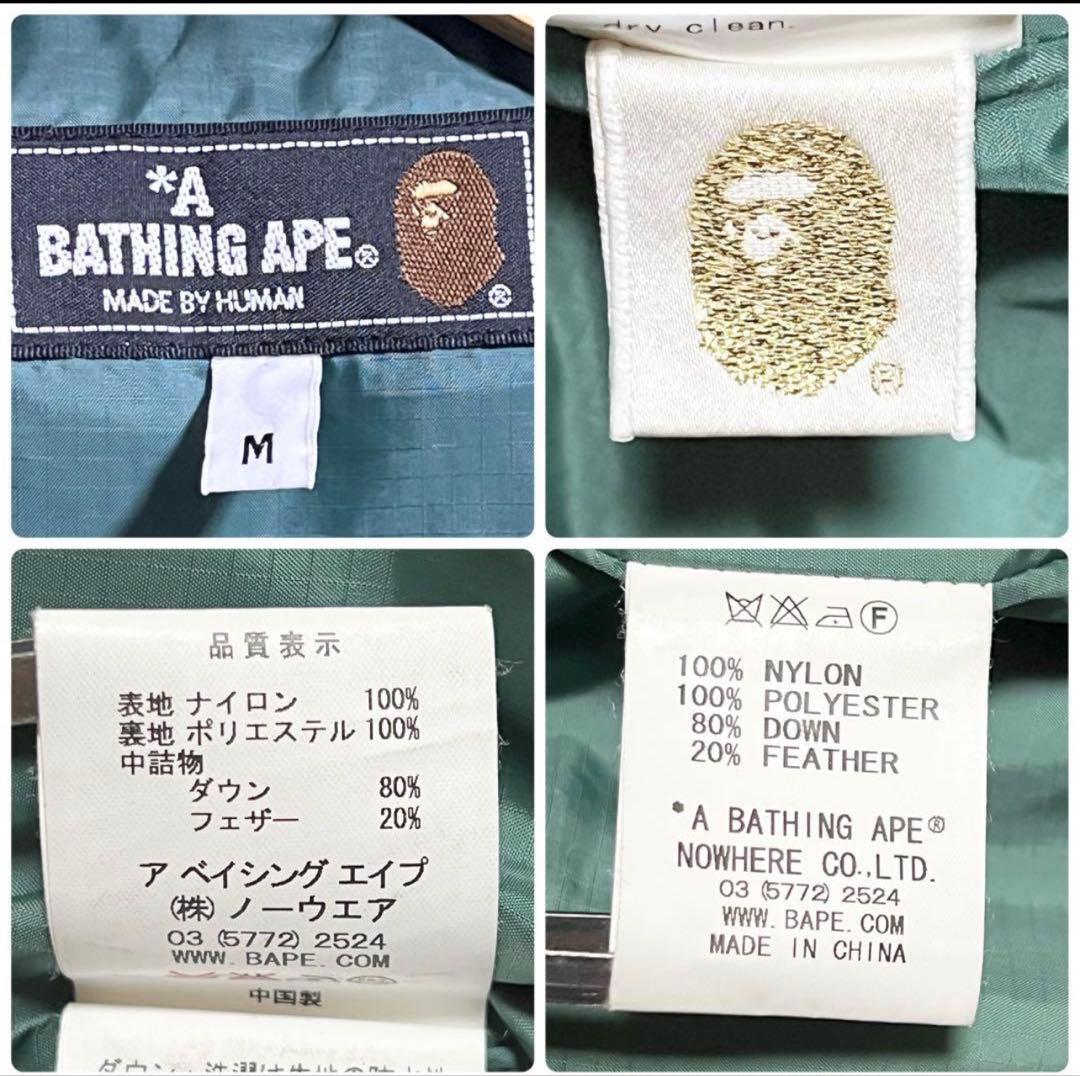 *A
BATHING APE®
MADE BY HUMAN
®
M
dry clean.
®
品質表示
表地 ナイロン 100%
裏地 ポリエステル 100%
中詰物
ダウン 80%
フェザー 20%
ア ベイシング エイプ
(株) ノーウエア
03 (5772) 2524
WWW.BAPE.COM
中国製
F
100% NYLON
100% POLYESTER
80% DOWN
20% FEATHER
*A BATHING APE®
NOWHERE CO.,LTD.
03 (5772) 2524
WWW.BAPE.COM
MADE IN CHINA